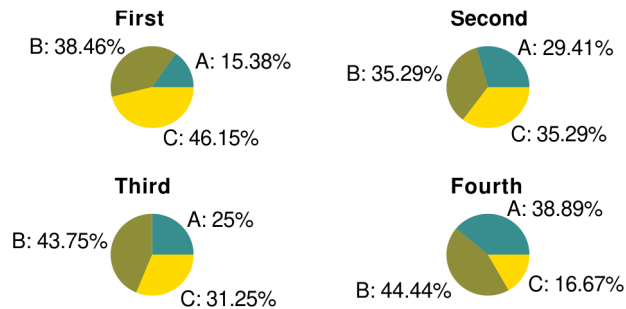 First
B: 38.46%
A: 15.38%
C: 46.15%
Second
A: 29.41%
B: 35.29%
C: 35.29%
Third
A: 25%
B: 43.75%
C: 31.25%
Fourth
A: 38.89%
C: 16.67%
B: 44.44%